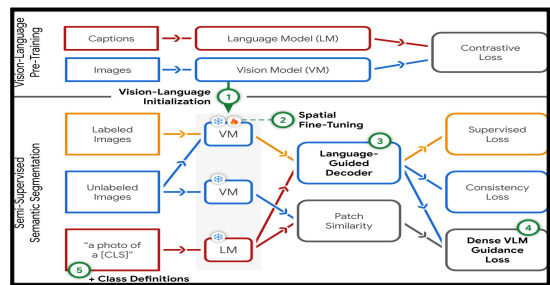 Vision-Language
Pre-Training
Captions
Language Model (LM)
Images
Vision Model (VM)
Contrastive
Loss
Vision-Language
Initialization
1
2
Spatial
Fine-Tuning
Semi-Supervised
Semantic Segmentation
Labeled
Images
VM
3
Language-
Guided
Decoder
Supervised
Loss
Unlabeled
Images
VM
Consistency
Loss
Patch
Similarity
"a photo of
a [CLS]"
LM
4
Dense VLM
Guidance
Loss
5
+ Class Definitions